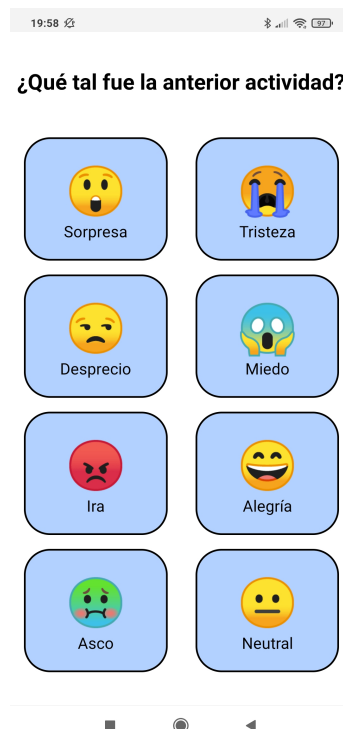 19:58
97
¿Qué tal fue la anterior actividad?
Sorpresa
Tristeza
Desprecio
Miedo
Ira
Alegría
Asco
Neutral